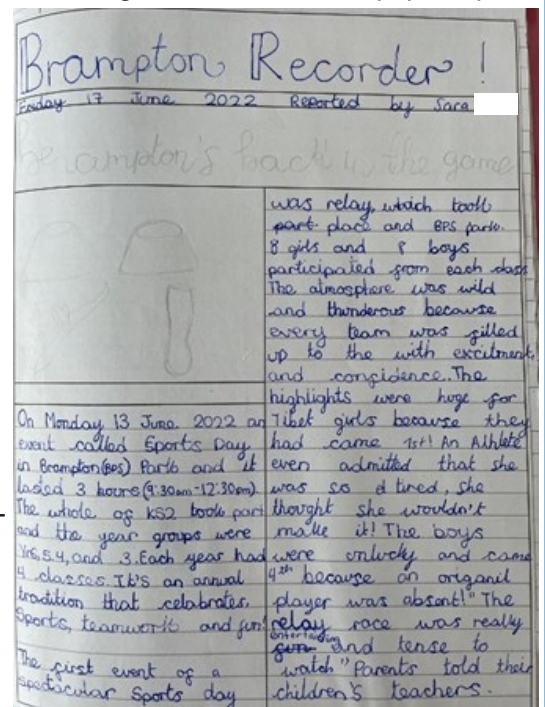 Brampton Recorder!
Friday 17 June 2022 Reported by Sara
Brampton's back in the game
On Monday 13 June 2022 an
event called Sports Day
in Brampton (BPS) Park and it
lasted 3 hours (9:30am-12:30pm).
The whole of KS2 took part
and the year groups were
Yr6,5,4, and 3. Each year had
4 classes. It's an annual
tradition that celabrates,
Sports, teamwork and fun!
The first event of a
spectacular Sports day
was relay, which took
part place and BPS park.
8 girls and 8 boys
participated from each class
The atmosphere was wild
and thunderous because
every team was filled
up to the with excitment
and confidence. The
highlights were huge for
Tibet girls because they
had came 1st! An Athlete
even admitted that she
was so tired, she
thought she wouldn't
make it! The boys
were unlucky and came
4th because an origanil
player was absent! "The
relay race was really
entertaining
fun and tense to
watch" Parents told their
children's teachers.